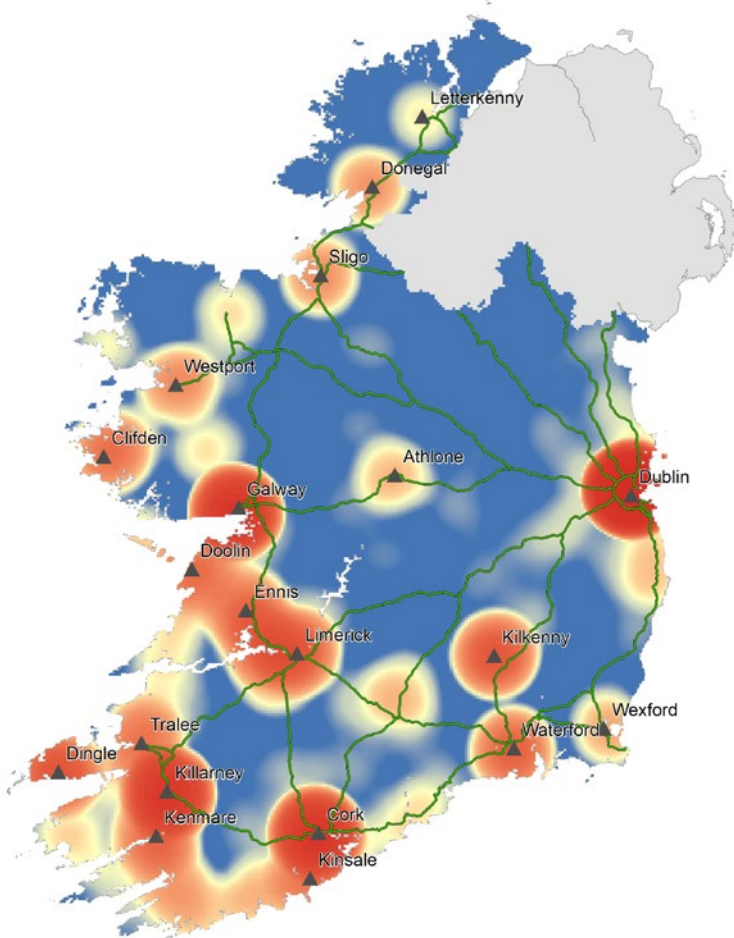 Letterkenny
Donegal
Sligo
Westport
Clifden
Athlone
Galway
Dublin
Doolin
Ennis
Limerick
Kilkenny
Wexford
Tralee
Waterford
Dingle
Killarney
Kenmare
Cork
Kinsale